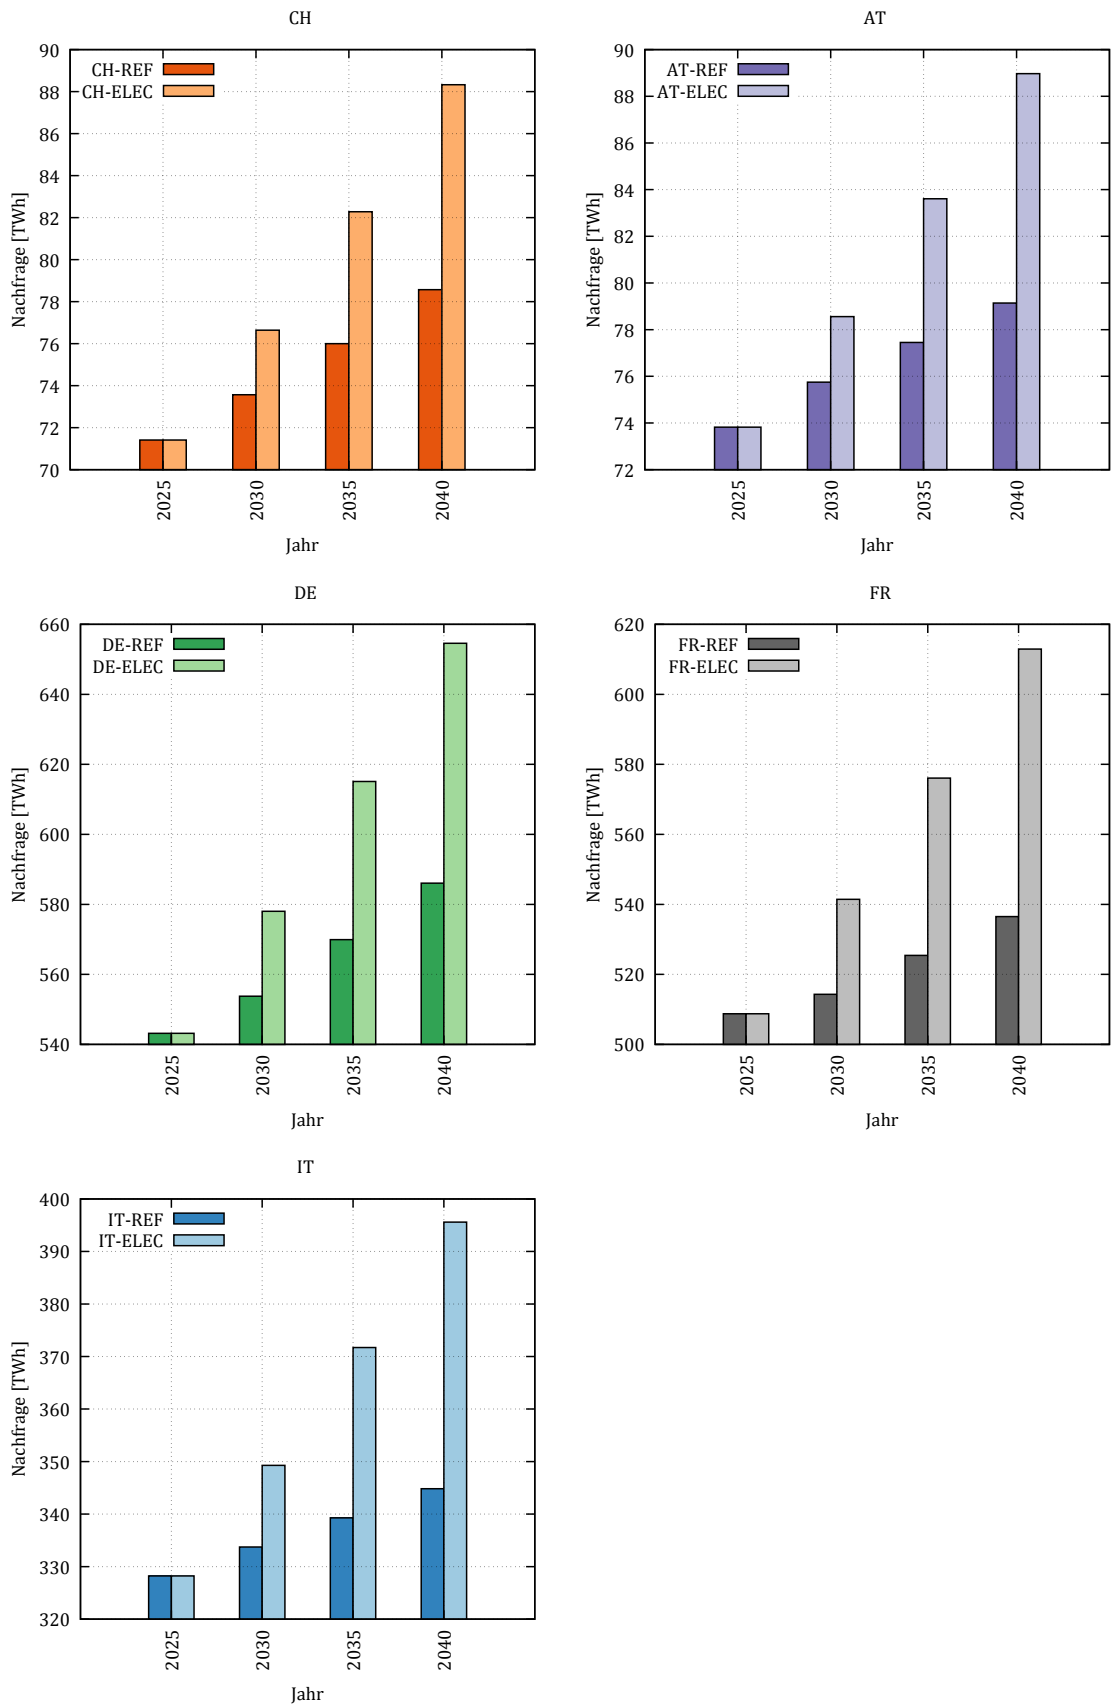 CH
CH-REF
CH-ELEC
90
88
86
84
82
80
78
76
74
72
70
Nachfrage [TWh]
2025
2030
2035
2040
Jahr
AT
AT-REF
AT-ELEC
90
88
86
84
82
80
78
76
74
72
Nachfrage [TWh]
2025
2030
2035
2040
Jahr
DE
DE-REF
DE-ELEC
660
640
620
600
580
560
540
Nachfrage [TWh]
2025
2030
2035
2040
Jahr
FR
FR-REF
FR-ELEC
620
600
580
560
540
520
500
Nachfrage [TWh]
2025
2030
2035
2040
Jahr
IT
IT-REF
IT-ELEC
400
390
380
370
360
350
340
330
320
Nachfrage [TWh]
2025
2030
2035
2040
Jahr